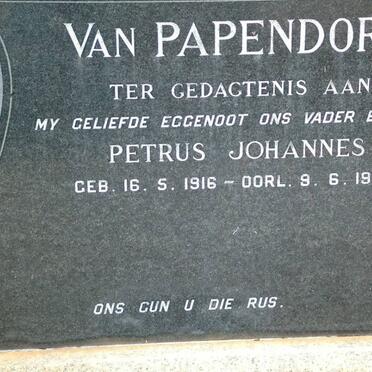 VAN PAPENDOR
TER GEDAGTENIS AAN
MY GELIEFDE EGGENOOT ONS VADER E
PETRUS JOHANNES
GEB. 16. 5. 1916 – OORL. 9. 6. 19
ONS GUN U DIE RUS.